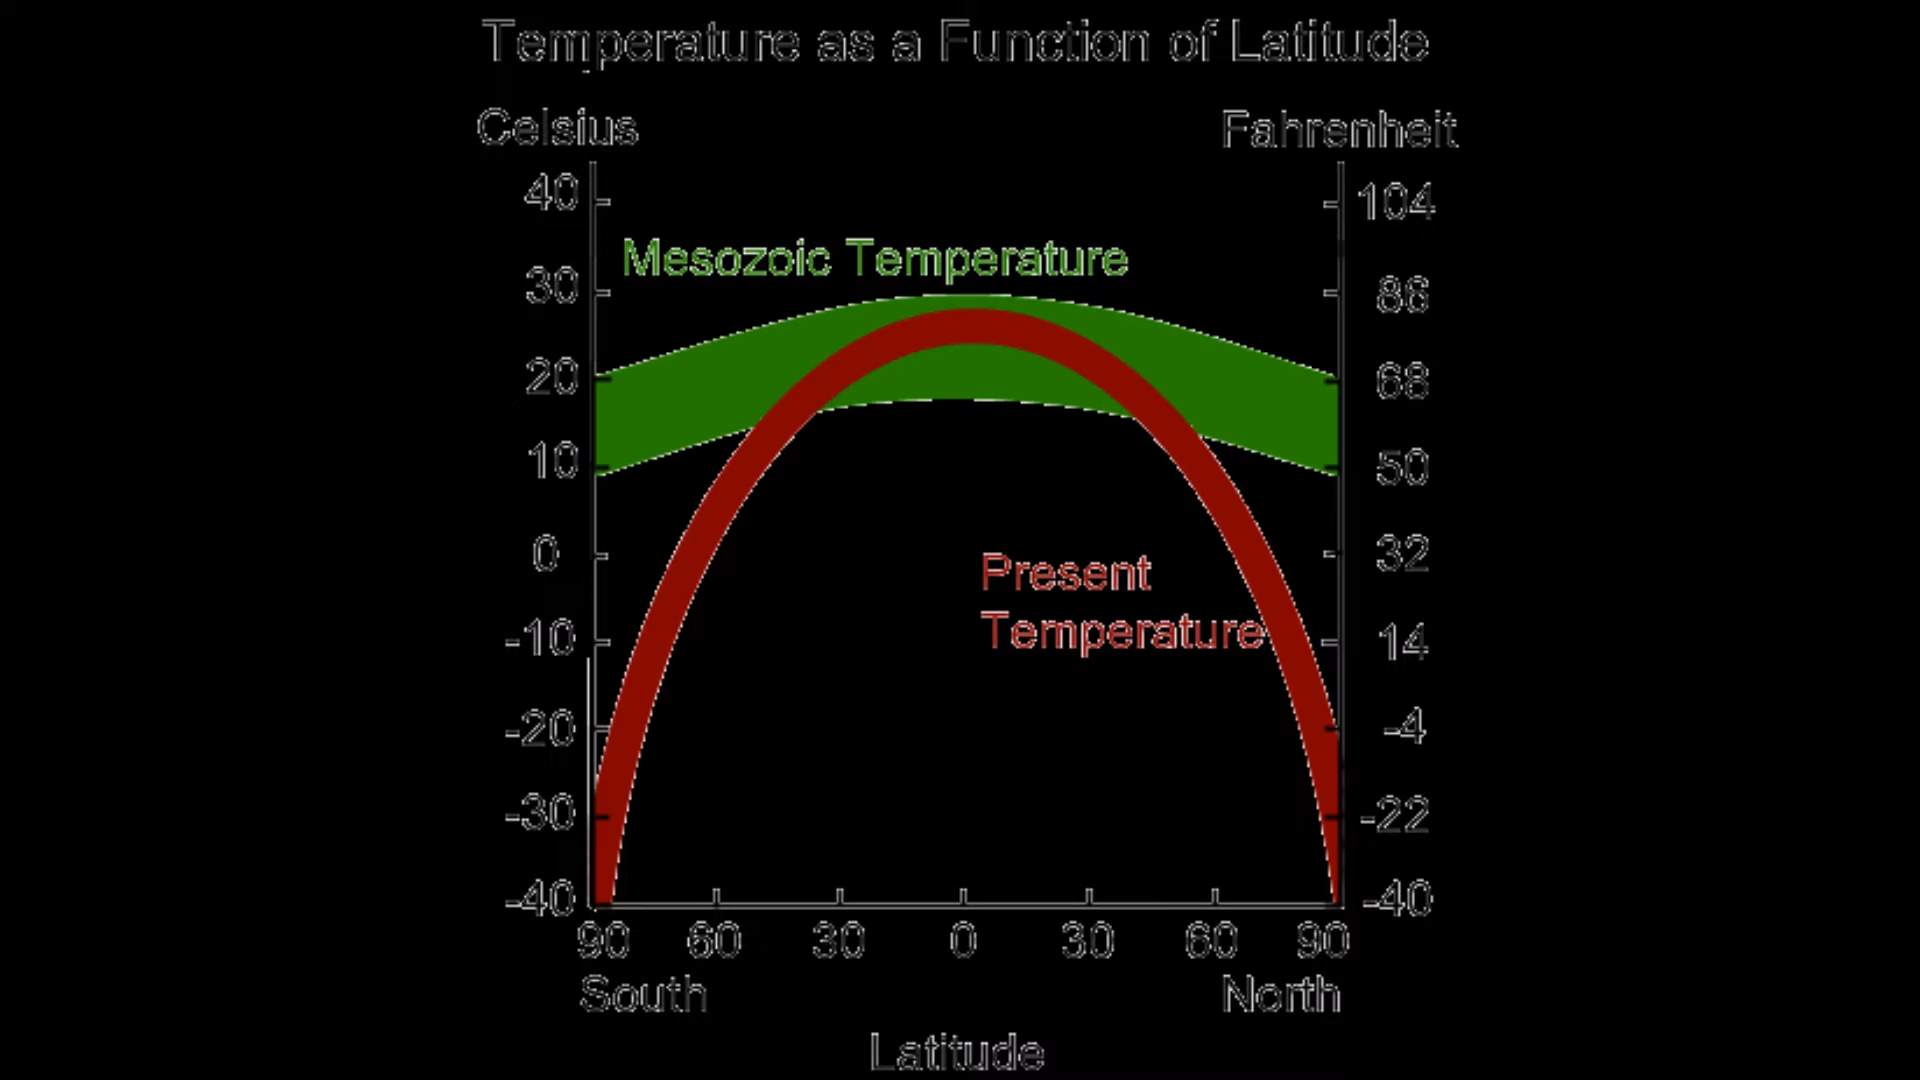 Temperature as a Function of Latitude
Celsius
Fahrenheit
40
104
Mesozoic Temperature
30
86
20
68
10
50
0
32
Present
Temperature
-10
14
-20
-4
-30
-22
-40
-40
90
60
30
0
30
60
90
South
North
Latitude